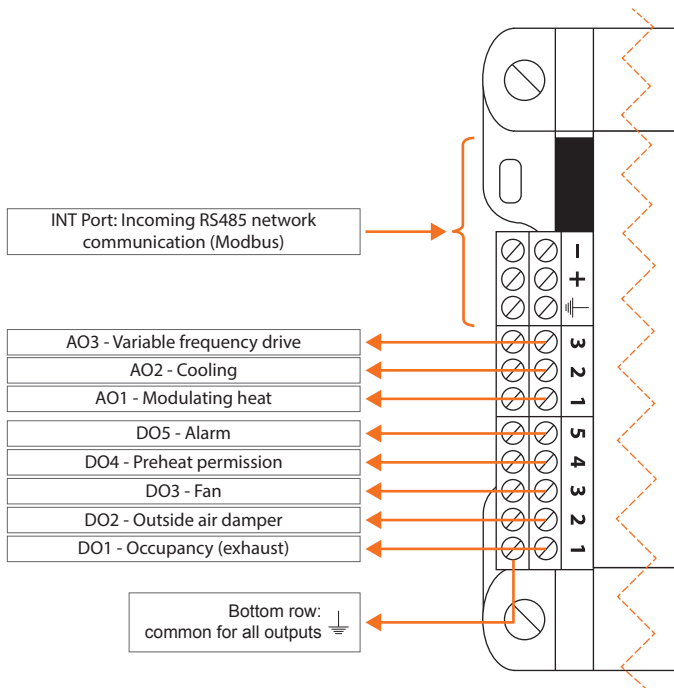 INT Port: Incoming RS485 network
communication (Modbus)
AO3 - Variable frequency drive
AO2 - Cooling
AO1 - Modulating heat
DO5 - Alarm
DO4 - Preheat permission
DO3 - Fan
DO2 - Outside air damper
DO1 - Occupancy (exhaust)
Bottom row:
common for all outputs
-
+
3
2
1
5
4
3
2
1